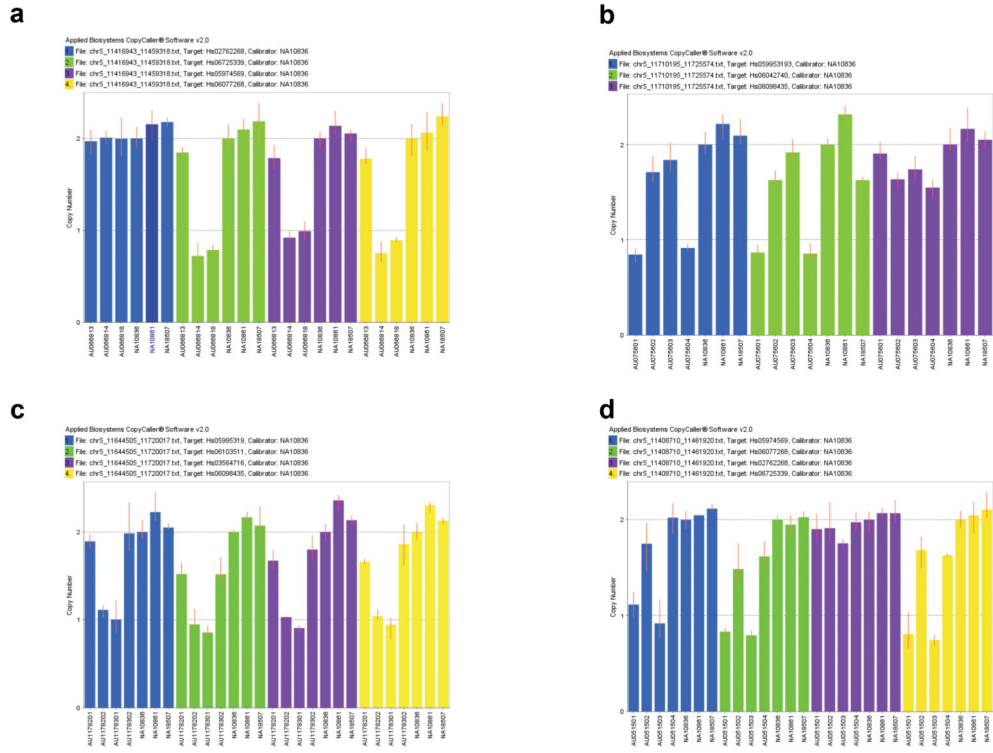 a
Applied Biosystems CopyCaller® Software v2.0
1. File: chr5_11416943_11459318.txt, Target: Hs02762268, Calibrator: NA10836
2. File: chr5_11416943_11459318.txt, Target: Hs06725339, Calibrator: NA10836
3. File: chr5_11416943_11459318.txt, Target: Hs05974569, Calibrator: NA10836
4. File: chr5_11416943_11459318.txt, Target: Hs06077268, Calibrator: NA10836
Copy Number
2
1
0
AU066813 AU066814 AU066818 NA10836 NA10861 NA18507 AU066813 AU066814 AU066818 NA10836 NA10861 NA18507 AU066813 AU066814 AU066818 NA10836 NA10861 NA18507 AU066813 AU066814 AU066818 NA10836 NA10861 NA18507
b
Applied Biosystems CopyCaller® Software v2.0
1. File: chr5_11710195_11725574.txt, Target: Hs059953193, Calibrator: NA10836
2. File: chr5_11710195_11725574.txt, Target: Hs06042740, Calibrator: NA10836
3. File: chr5_11710195_11725574.txt, Target: Hs06098435, Calibrator: NA10836
Copy Number
2
1
0
AU075601 AU075602 AU075603 AU075604 NA10836 NA10861 NA18507 AU075601 AU075602 AU075603 AU075604 NA10836 NA10861 NA18507 AU075601 AU075602 AU075603 AU075604 NA10836 NA10861 NA18507
c
Applied Biosystems CopyCaller® Software v2.0
1. File: chr5_11644505_11720017.txt, Target: Hs05995319, Calibrator: NA10836
2. File: chr5_11644505_11720017.txt, Target: Hs06103511, Calibrator: NA10836
3. File: chr5_11644505_11720017.txt, Target: Hs03564716, Calibrator: NA10836
4. File: chr5_11644505_11720017.txt, Target: Hs06098435, Calibrator: NA10836
Copy Number
2
1
0
AU1178201 AU1178202 AU1178301 AU1178302 NA10836 NA10861 NA18507 AU1178201 AU1178202 AU1178301 AU1178302 NA10836 NA10861 NA18507 AU1178201 AU1178202 AU1178301 AU1178302 NA10836 NA10861 NA18507 AU1178201 AU1178202 AU1178301 AU1178302 NA10836 NA10861 NA18507
d
Applied Biosystems CopyCaller® Software v2.0
1. File: chr5_11408710_11461920.txt, Target: Hs05974569, Calibrator: NA10836
2. File: chr5_11408710_11461920.txt, Target: Hs06077268, Calibrator: NA10836
3. File: chr5_11408710_11461920.txt, Target: Hs02762268, Calibrator: NA10836
4. File: chr5_11408710_11461920.txt, Target: Hs06725339, Calibrator: NA10836
Copy Number
2
1
0
AU051501 AU051502 AU051503 AU051504 NA10836 NA10861 NA18507 AU051501 AU051502 AU051503 AU051504 NA10836 NA10861 NA18507 AU051501 AU051502 AU051503 AU051504 NA10836 NA10861 NA18507 AU051501 AU051502 AU051503 AU051504 NA10836 NA10861 NA18507